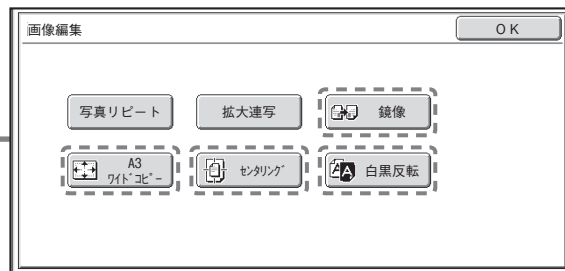 画像編集
OK
写真リピート
拡大連写
鏡像
A3
ﾜｲﾄﾞｺﾋﾟｰ
ｾﾝﾀﾘﾝｸﾞ
白黒反転